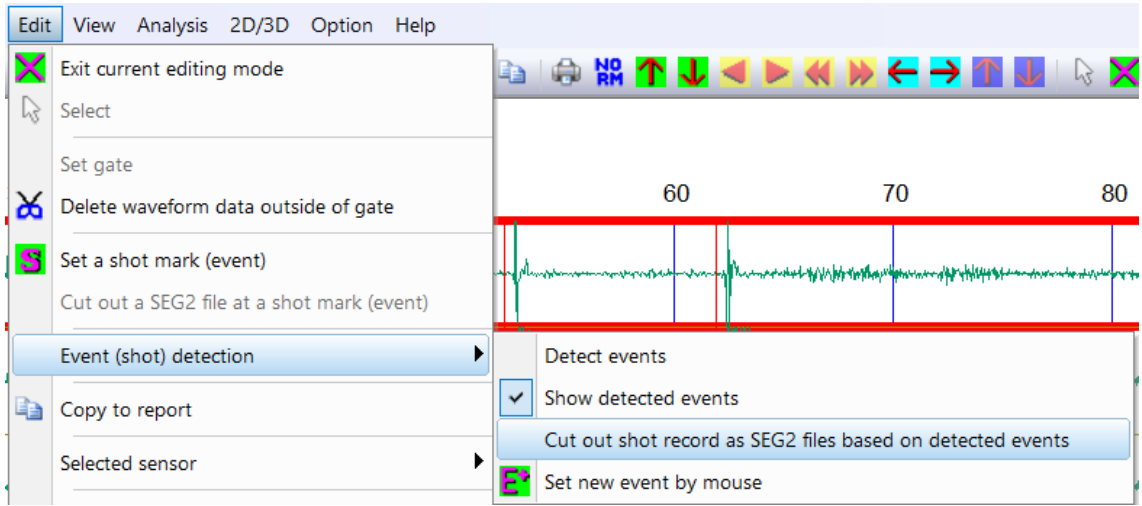 Edit View Analysis 2D/3D Option Help
Exit current editing mode
NO
RM
Select
Set gate
60 70 80
Delete waveform data outside of gate
S Set a shot mark (event)
Cut out a SEG2 file at a shot mark (event)
Event (shot) detection
Detect events
Show detected events
Copy to report
Cut out shot record as SEG2 files based on detected events
Selected sensor
E+ Set new event by mouse